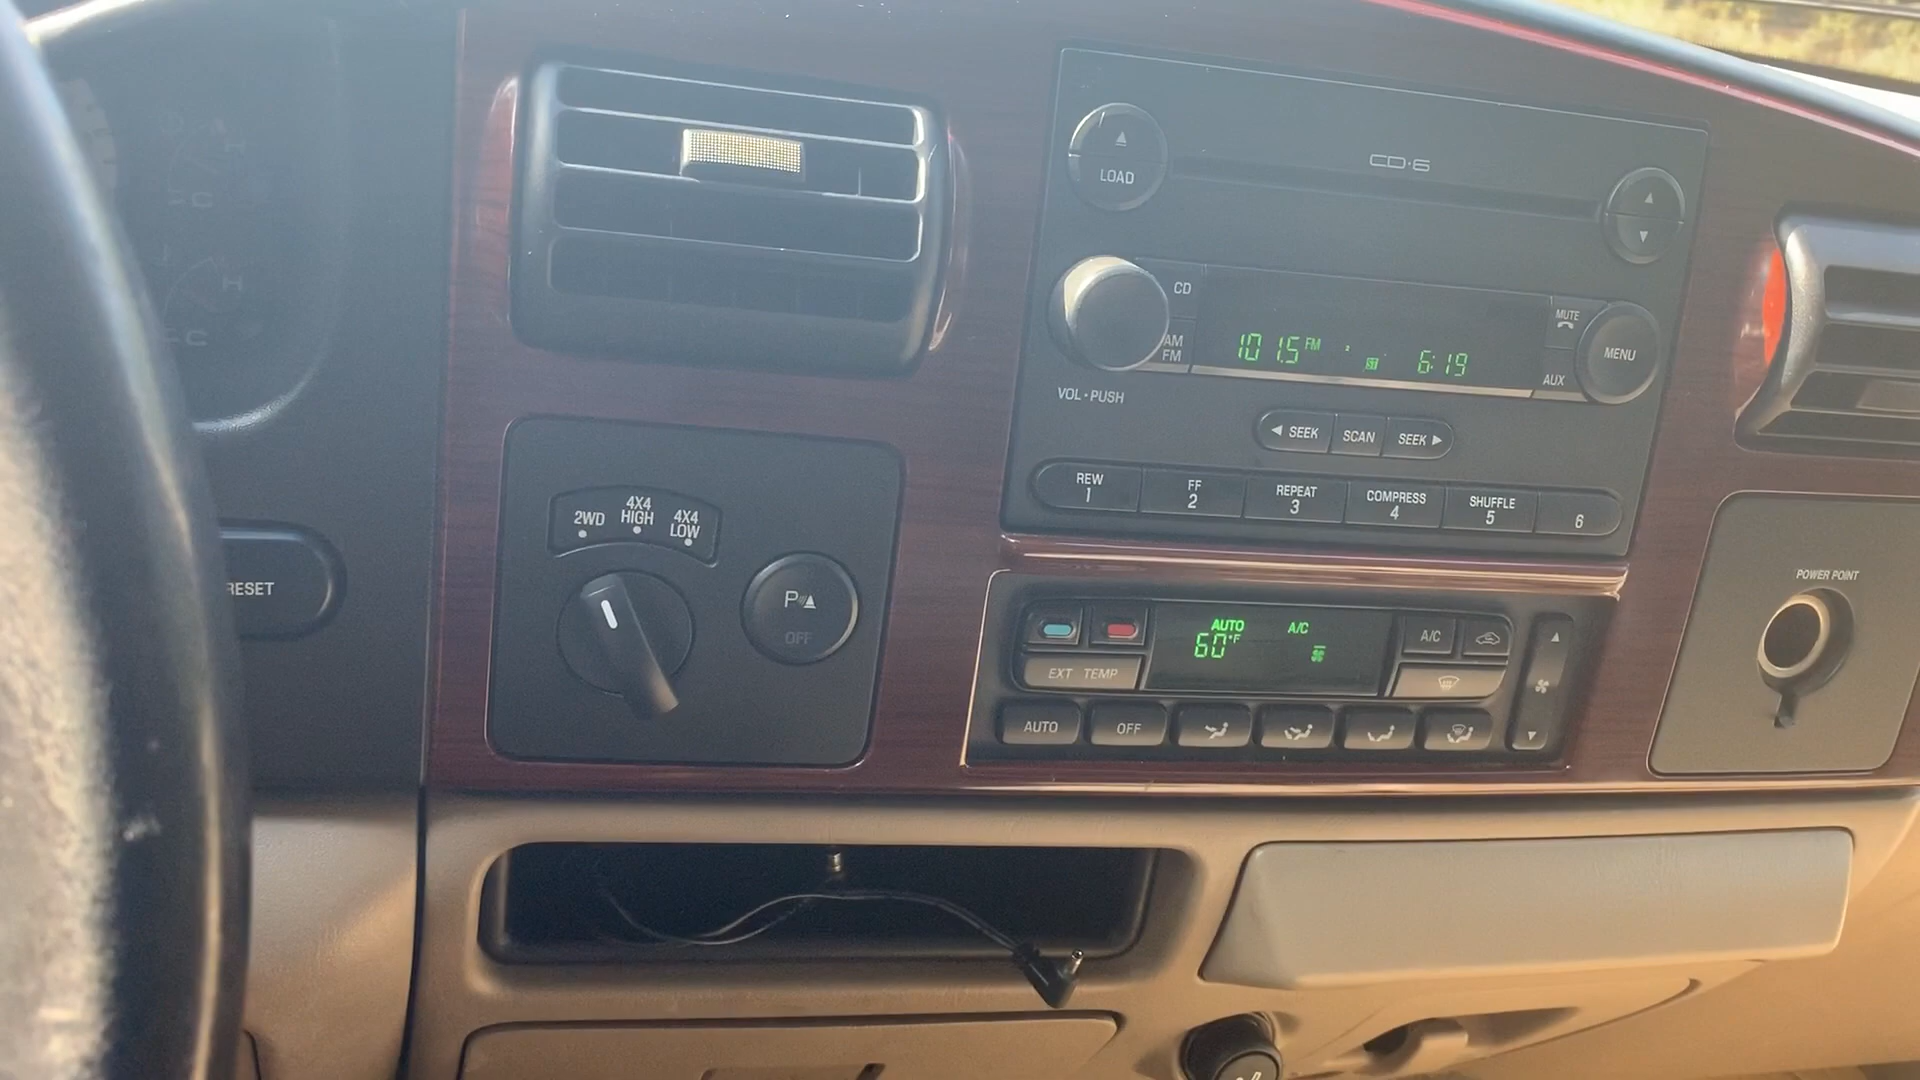 H
C
H
C
RESET
2WD
4X4
HIGH
4X4
LOW
P
OFF
LOAD
CD·6
CD
AM
FM
VOL·PUSH
101.5 FM 2 ST 6:19
MUTE
MENU
AUX
SEEK
SCAN
SEEK
REW
1
FF
2
REPEAT
3
COMPRESS
4
SHUFFLE
5
6
AUTO A/C
60°F
EXT TEMP
A/C
AUTO
OFF
POWER POINT